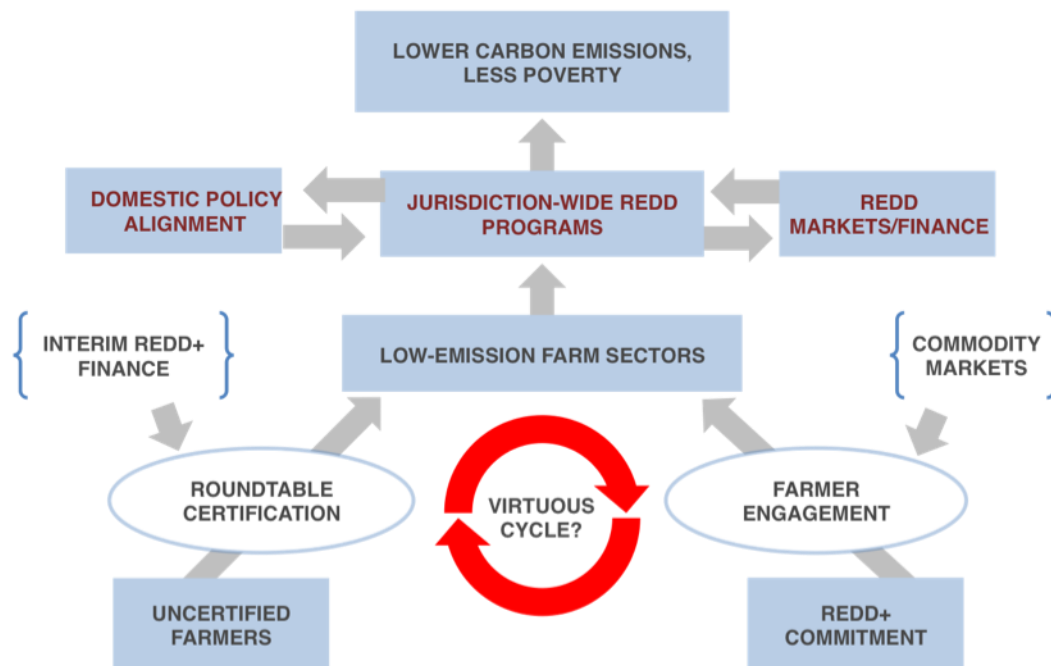 LOWER CARBON EMISSIONS,
LESS POVERTY
DOMESTIC POLICY
ALIGNMENT
JURISDICTION-WIDE REDD
PROGRAMS
REDD
MARKETS/FINANCE
INTERIM REDD+
FINANCE
LOW-EMISSION FARM SECTORS
COMMODITY
MARKETS
ROUNDTABLE
CERTIFICATION
VIRTUOUS
CYCLE?
FARMER
ENGAGEMENT
UNCERTIFIED
FARMERS
REDD+
COMMITMENT